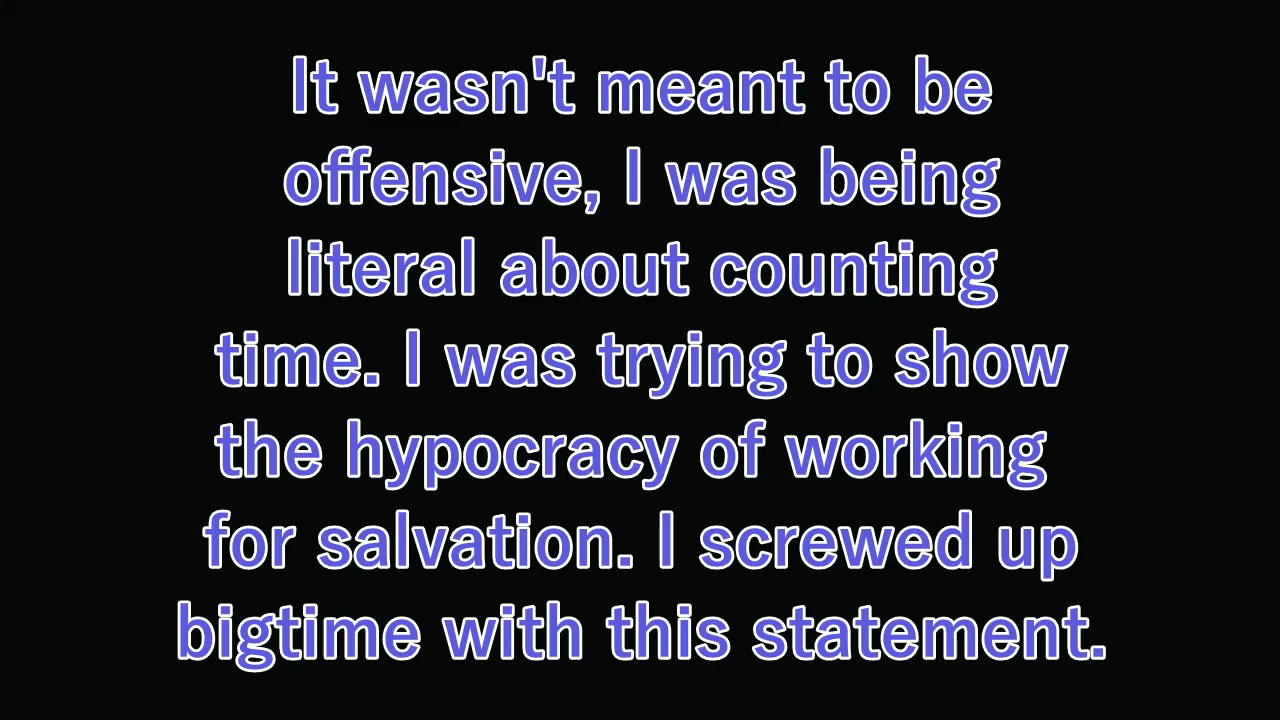 It wasn't meant to be
offensive, I was being
literal about counting
time. I was trying to show
the hypocracy of working
for salvation. I screwed up
bigtime with this statement.